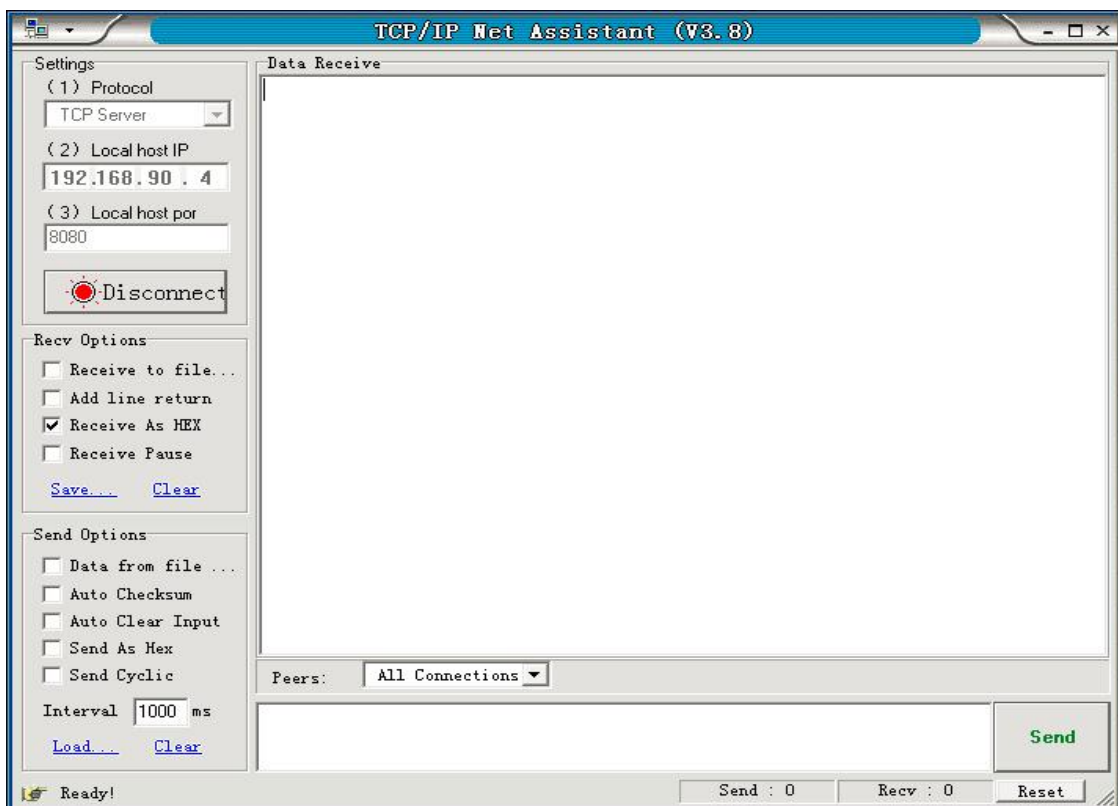 TCP/IP Net Assistant (V3.8)
Settings
(1) Protocol
TCP Server
(2) Local host IP
192.168.90.4
(3) Local host por
8080
Disconnect
Recv Options
Receive to file...
Add line return
Receive As HEX
Receive Pause
Save... Clear
Send Options
Data from file ...
Auto Checksum
Auto Clear Input
Send As Hex
Send Cyclic
Interval 1000 ms
Load... Clear
Data Receive
Peers: All Connections
Send
Ready!
Send : 0 Recv : 0 Reset